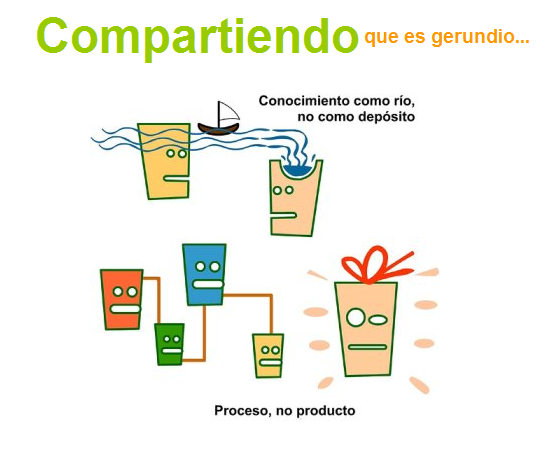 Compartiendo que es gerundio...
Conocimiento como río,
no como depósito
Proceso, no producto